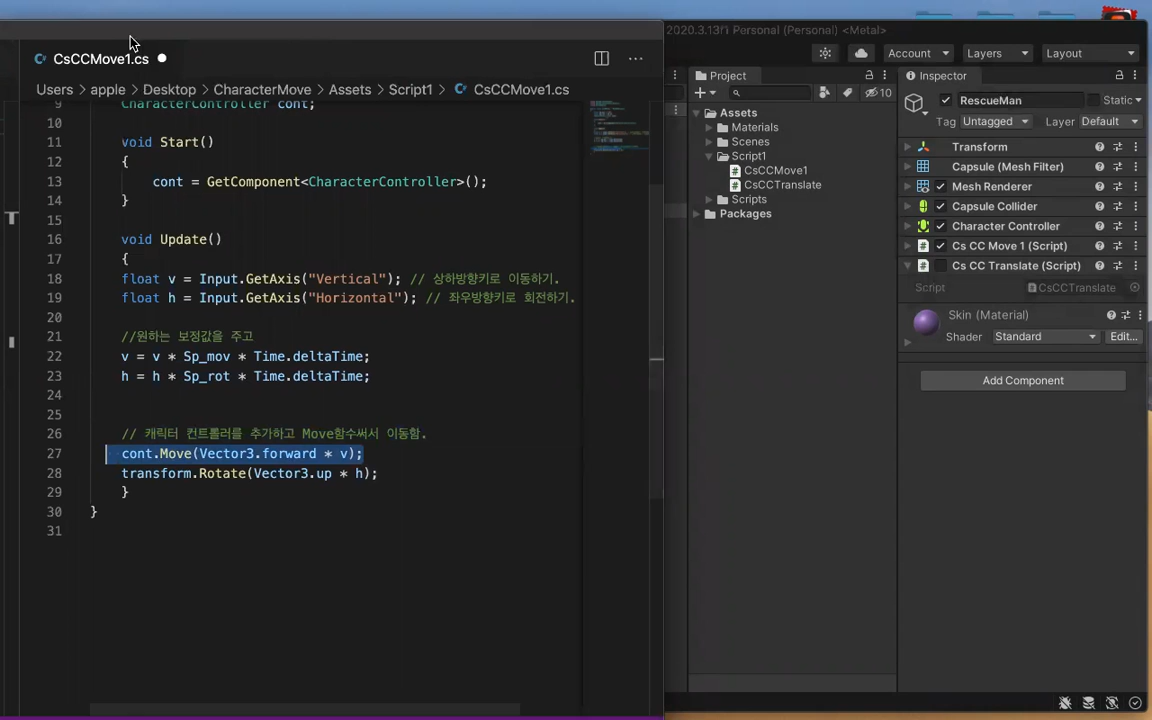 CsCCMove1.cs
Users > apple > Desktop > CharacterMove > Assets > Script1 > CsCCMove1.cs
9 CharacterController cont;
10
11 void Start()
12 {
13 cont = GetComponent<CharacterController>();
14 }
15
16 void Update()
17 {
18 float v = Input.GetAxis("Vertical"); // 상하방향키로 이동하기.
19 float h = Input.GetAxis("Horizontal"); // 좌우방향키로 회전하기.
20
21 //원하는 보정값을 주고
22 v = v * Sp_mov * Time.deltaTime;
23 h = h * Sp_rot * Time.deltaTime;
24
25
26 // 캐릭터 컨트롤러를 추가하고 Move함수써서 이동함.
27 cont.Move(Vector3.forward * v);
28 transform.Rotate(Vector3.up * h);
29 }
30 }
31
2020.3.13f1 Personal (Personal) <Metal>
Account Layers Layout
Project
10
Assets
Materials
Scenes
Script1
CsCCMove1
CsCCTranslate
Scripts
Packages
Inspector
RescueMan Static
Tag Untagged Layer Default
Transform
Capsule (Mesh Filter)
Mesh Renderer
Capsule Collider
Character Controller
Cs CC Move 1 (Script)
Cs CC Translate (Script)
Script CsCCTranslate
Skin (Material)
Shader Standard Edit...
Add Component